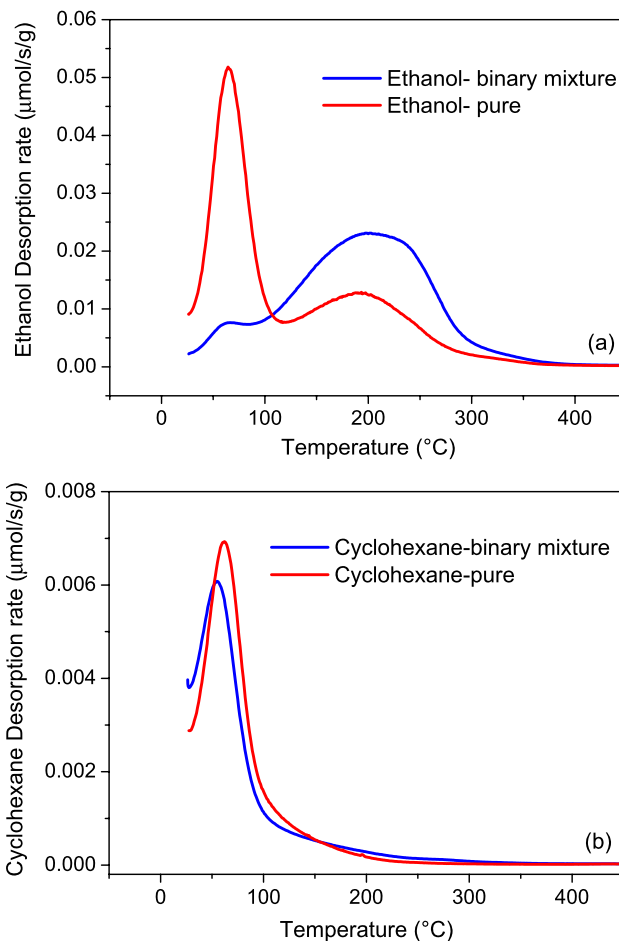 Ethanol Desorption rate (μmol/s/g)
0.06
0.05
0.04
0.03
0.02
0.01
0.00
Ethanol- binary mixture
Ethanol- pure
(a)
0 100 200 300 400
Temperature (°C)
Cyclohexane Desorption rate (μmol/s/g)
0.008
0.006
0.004
0.002
0.000
Cyclohexane-binary mixture
Cyclohexane-pure
(b)
0 100 200 300 400
Temperature (°C)